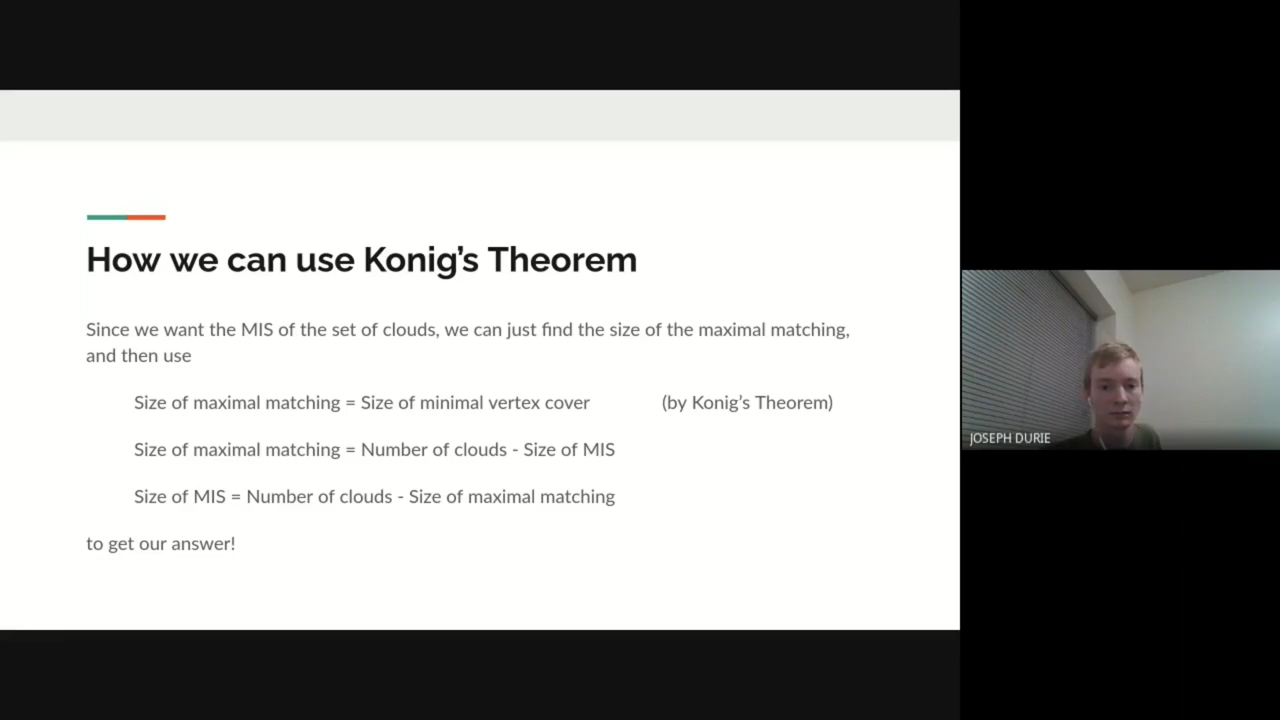 How we can use Konig's Theorem
Since we want the MIS of the set of clouds, we can just find the size of the maximal matching,
and then use
Size of maximal matching = Size of minimal vertex cover (by Konig's Theorem)
Size of maximal matching = Number of clouds - Size of MIS
Size of MIS = Number of clouds - Size of maximal matching
to get our answer!
JOSEPH DURIE